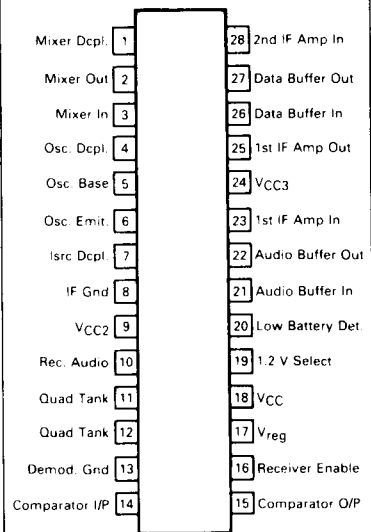 Mixer Dcpl. 1
28 2nd IF Amp In
Mixer Out 2
27 Data Buffer Out
Mixer In 3
26 Data Buffer In
Osc. Dcpl. 4
25 1st IF Amp Out
Osc. Base 5
24 VCC3
Osc. Emit. 6
23 1st IF Amp In
Isrc Dcpl. 7
22 Audio Buffer Out
IF Gnd 8
21 Audio Buffer In
VCC2 9
20 Low Battery Det.
Rec. Audio 10
19 1.2 V Select
Quad Tank 11
18 VCC
Quad Tank 12
17 Vreg
Demod. Gnd 13
16 Receiver Enable
Comparator I/P 14
15 Comparator O/P